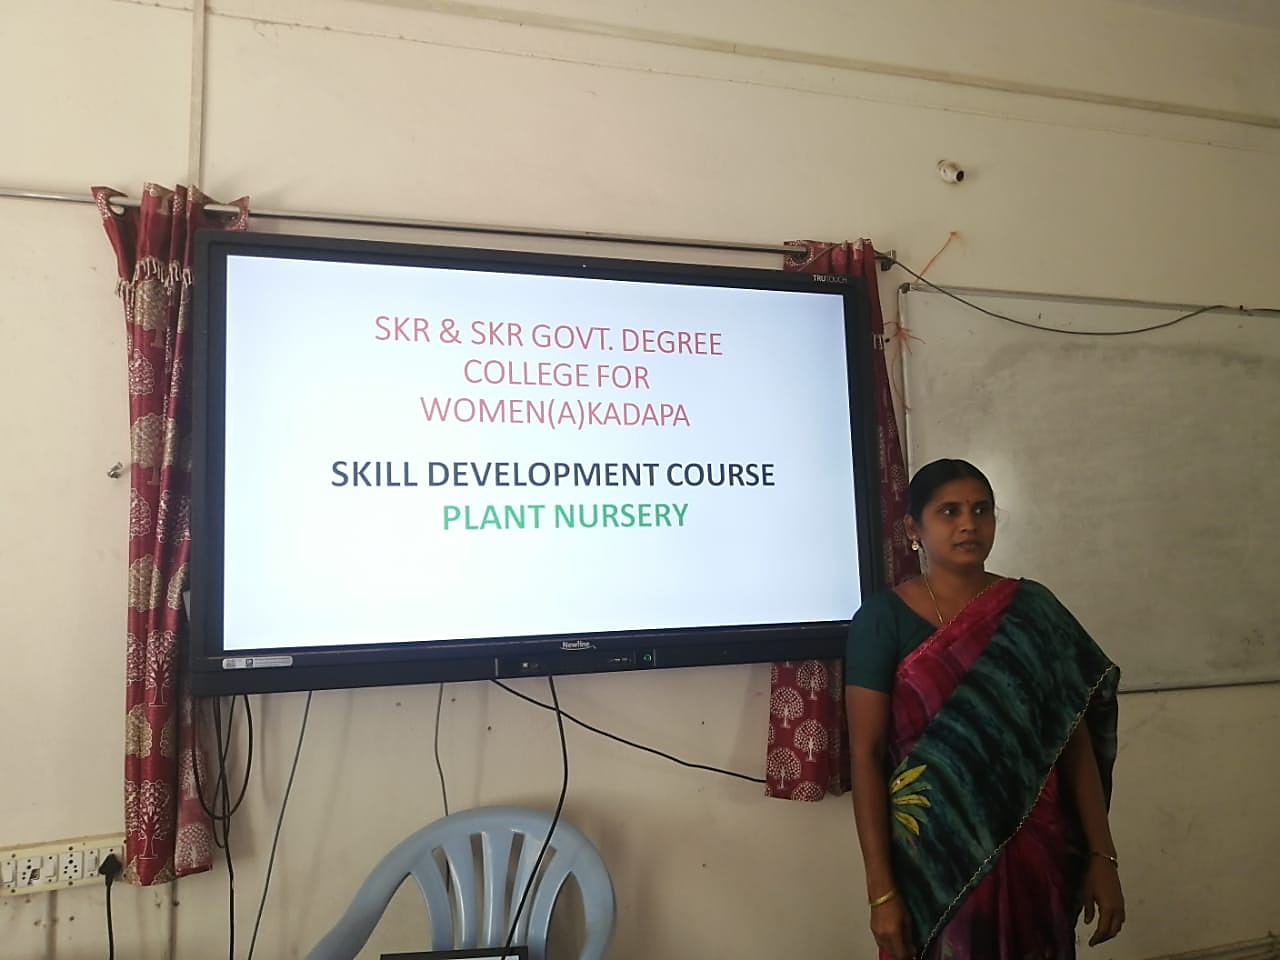 TRUTOUCH
SKR & SKR GOVT. DEGREE
COLLEGE FOR
WOMEN(A)KADAPA
SKILL DEVELOPMENT COURSE
PLANT NURSERY
Newline